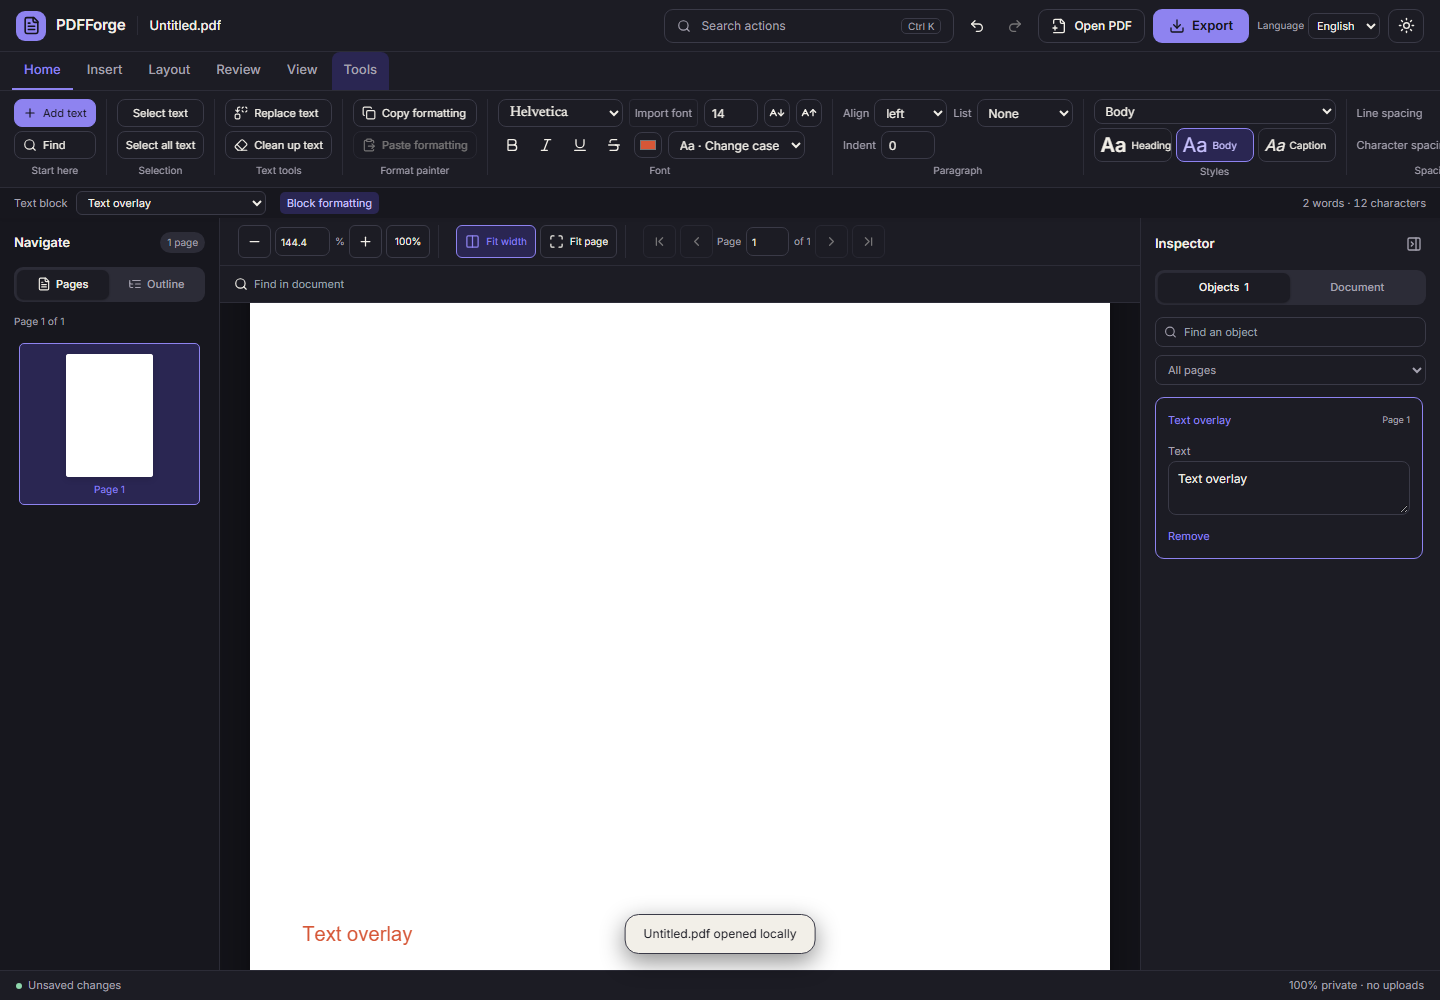 PDFForge
Untitled.pdf
Search actions
Ctrl K
Open PDF
Export
Language
English
Home
Insert
Layout
Review
View
Tools
Add text
Select text
Replace text
Copy formatting
Helvetica
Import font
14
A
A
Align
left
List
None
Body
Line spacing
Find
Select all text
Clean up text
Paste formatting
B
I
U
S
Aa · Change case
Indent
0
Aa Heading
Aa Body
Aa Caption
Character spaci
Start here
Selection
Text tools
Format painter
Font
Paragraph
Styles
Spaci
Text block
Text overlay
Block formatting
2 words · 12 characters
Navigate
1 page
144.4
%
100%
Fit width
Fit page
Page
1
of 1
Inspector
Pages
Outline
Find in document
Objects 1
Document
Page 1 of 1
Find an object
All pages
Page 1
Text overlay
Page 1
Text
Text overlay
Remove
Text overlay
Untitled.pdf opened locally
Unsaved changes
100% private · no uploads